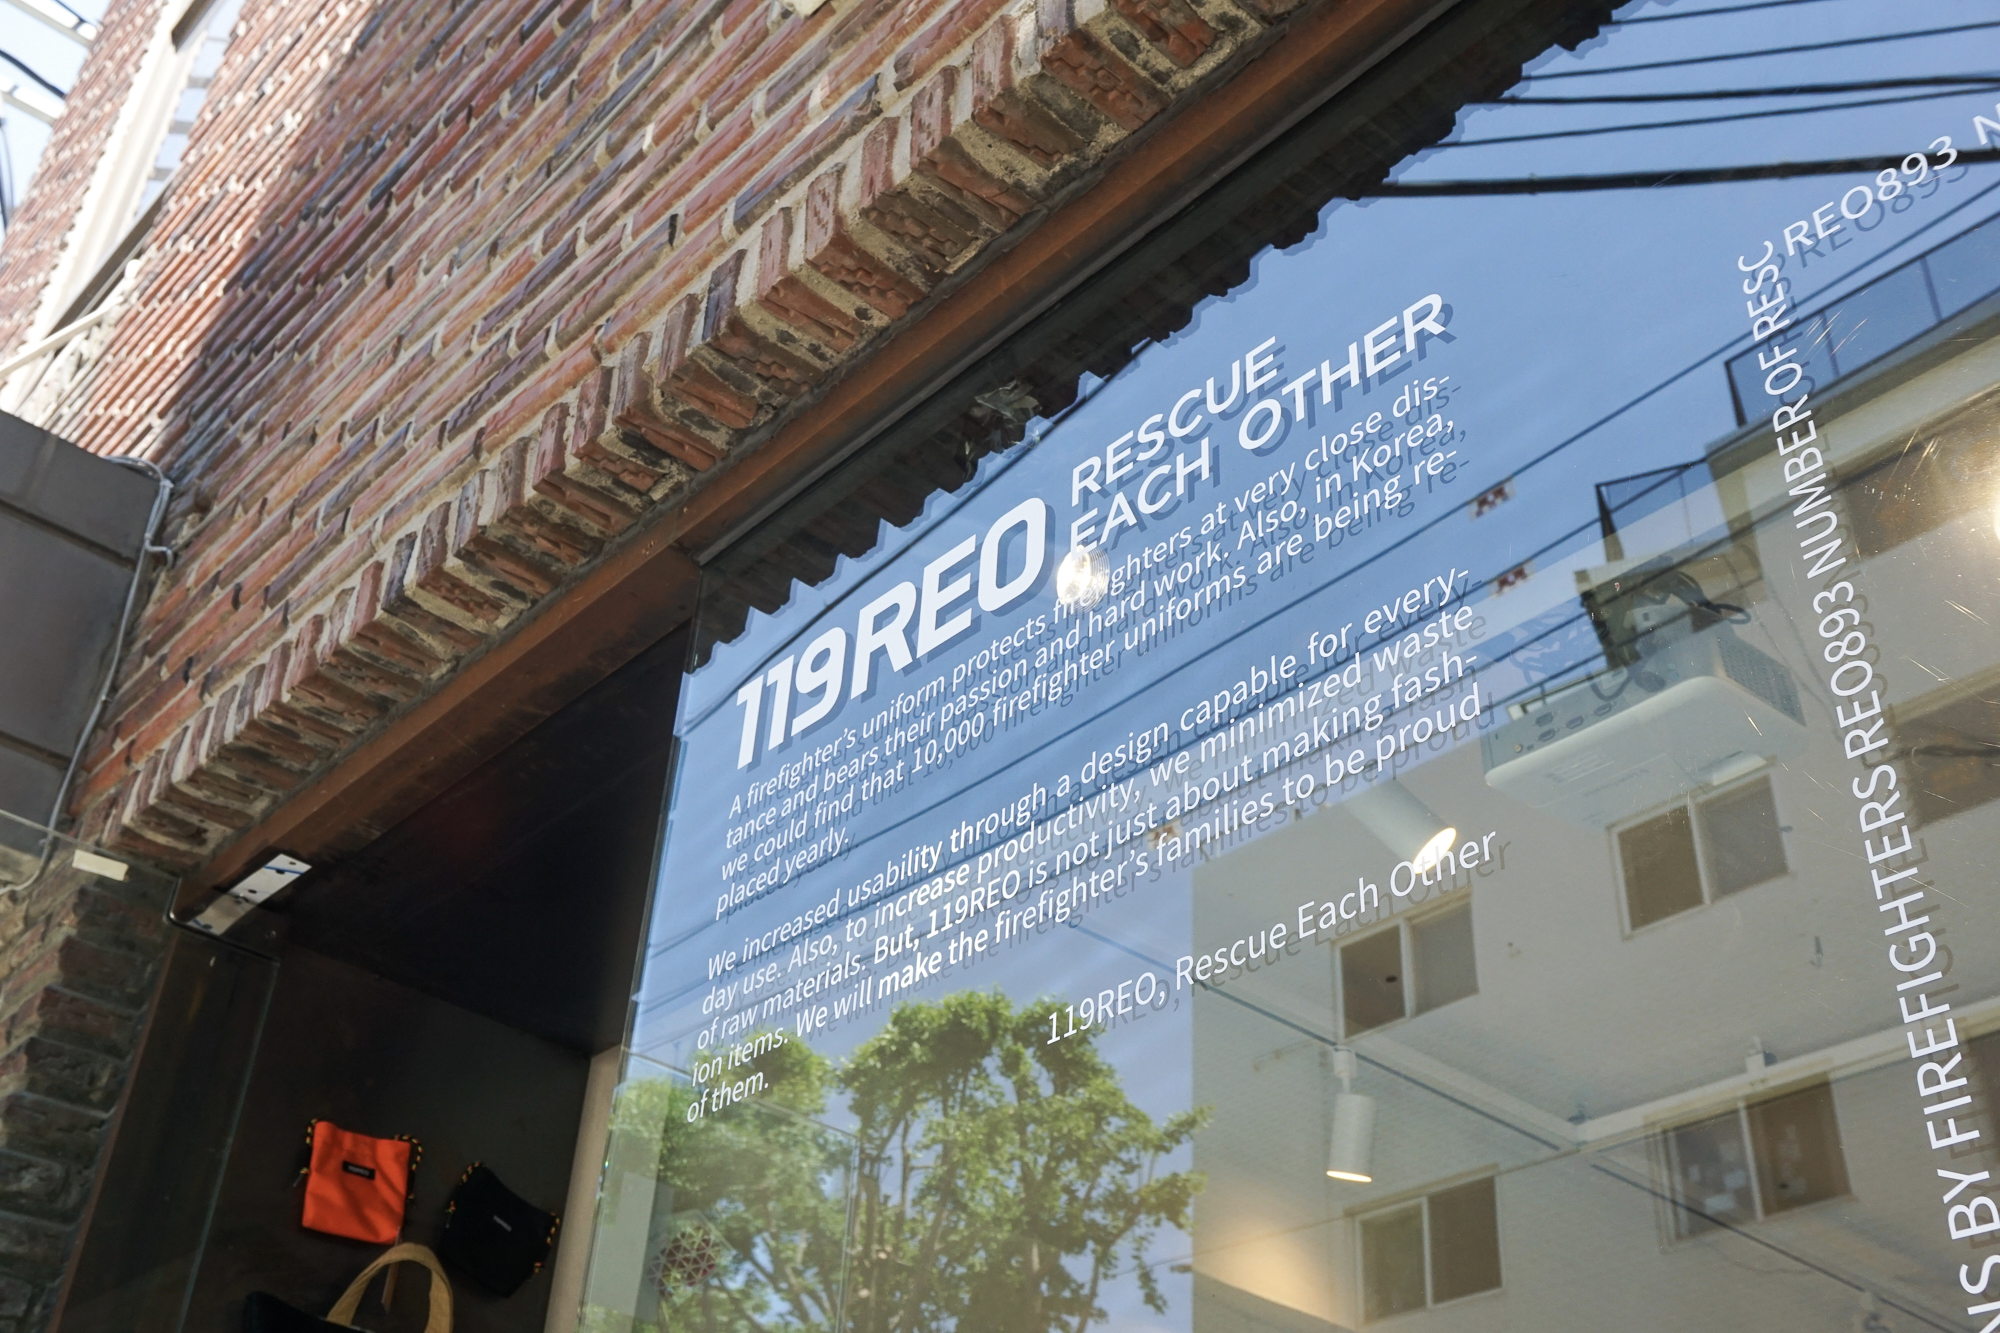 119REO
RESCUE
EACH OTHER
A firefighter's uniform protects firefighters at very close dis-
tance and bears their passion and hard work. Also, in Korea,
we could find that 10,000 firefighter uniforms are being re-
placed yearly.
We increased usability through a design capable for every-
day use. Also, to increase productivity, we minimized waste
of raw materials. But, 119REO is not just about making fash-
ion items. We will make the firefighter's families to be proud
of them.
119REO, Rescue Each Other
NS BY FIREFIGHTERS REO893 NUMBER OF RESC REO893 N